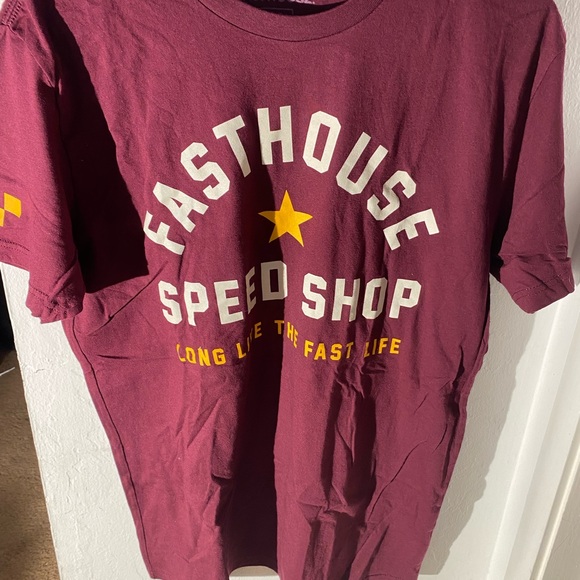 FASTHOUSE
SPEED SHOP
LONG LIVE THE FAST LIFE